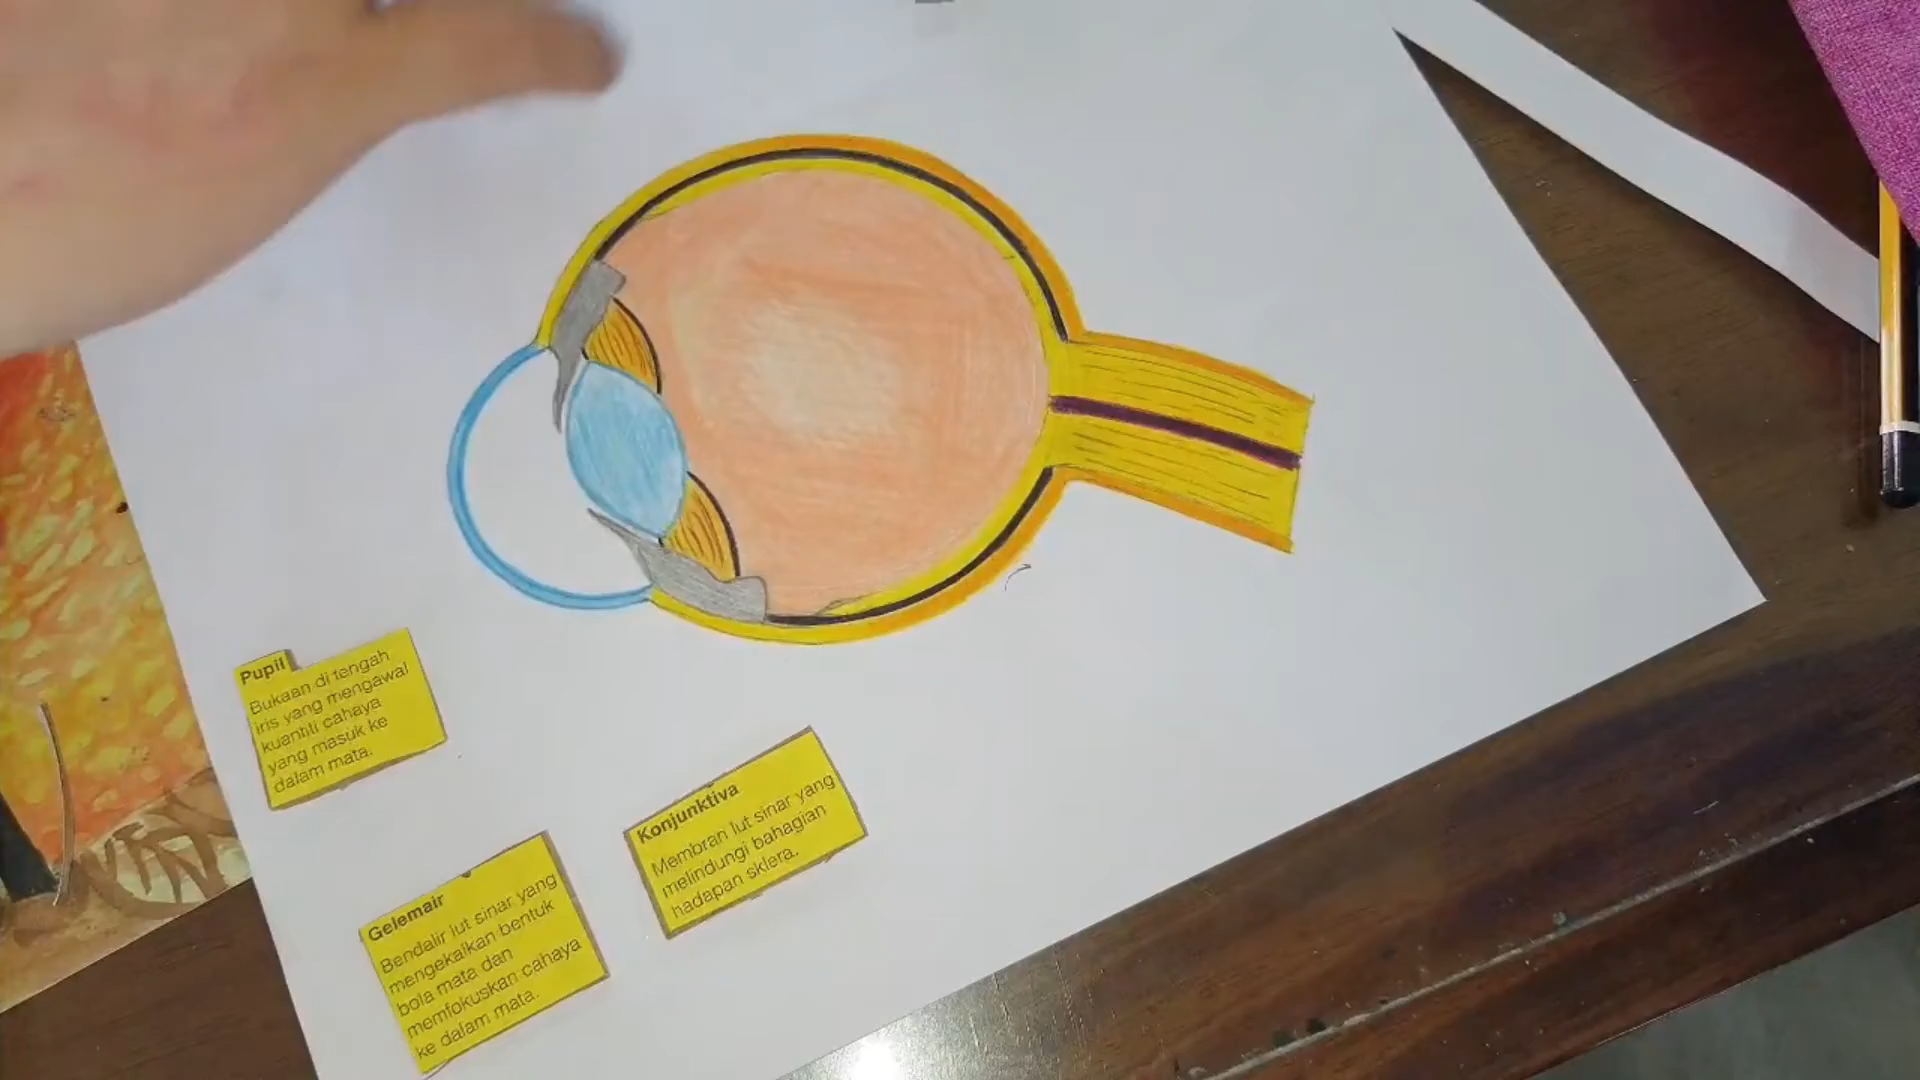 Pupil
Bukaan di tengah
iris yang mengawal
kuantiti cahaya
yang masuk ke
dalam mata.
Konjunktiva
Membran lut sinar yang
melindungi bahagian
hadapan sklera.
Gelemair
Bendalir lut sinar yang
mengekalkan bentuk
bola mata dan
memfokuskan cahaya
ke dalam mata.